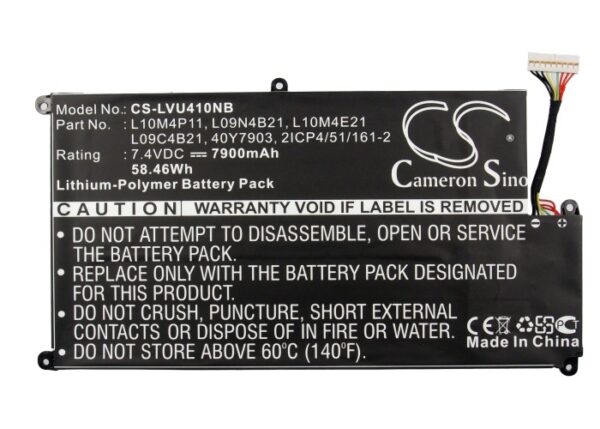 Model No.: CS-LVU410NB
Part No. : L10M4P11, L09N4B21, L10M4E21
L09C4B21, 40Y7903, 2ICP4/51/161-2
Rating : 7.4VDC ⎓ 7900mAh
58.46Wh
Lithium-Polymer Battery Pack
CS
Cameron Sino
CAUTION WARRANTY VOID IF LABEL IS REMOVED
• DO NOT ATTEMPT TO DISASSEMBLE, OPEN OR SERVICE
THE BATTERY PACK.
• REPLACE ONLY WITH THE BATTERY PACK DESIGNATED
FOR THIS PRODUCT.
• DO NOT CRUSH, PUNCTURE, SHORT EXTERNAL
CONTACTS OR DISPOSE OF IN FIRE OR WATER.
• DO NOT STORE ABOVE 60°C (140°F).
- +
CE PSE
Made in China